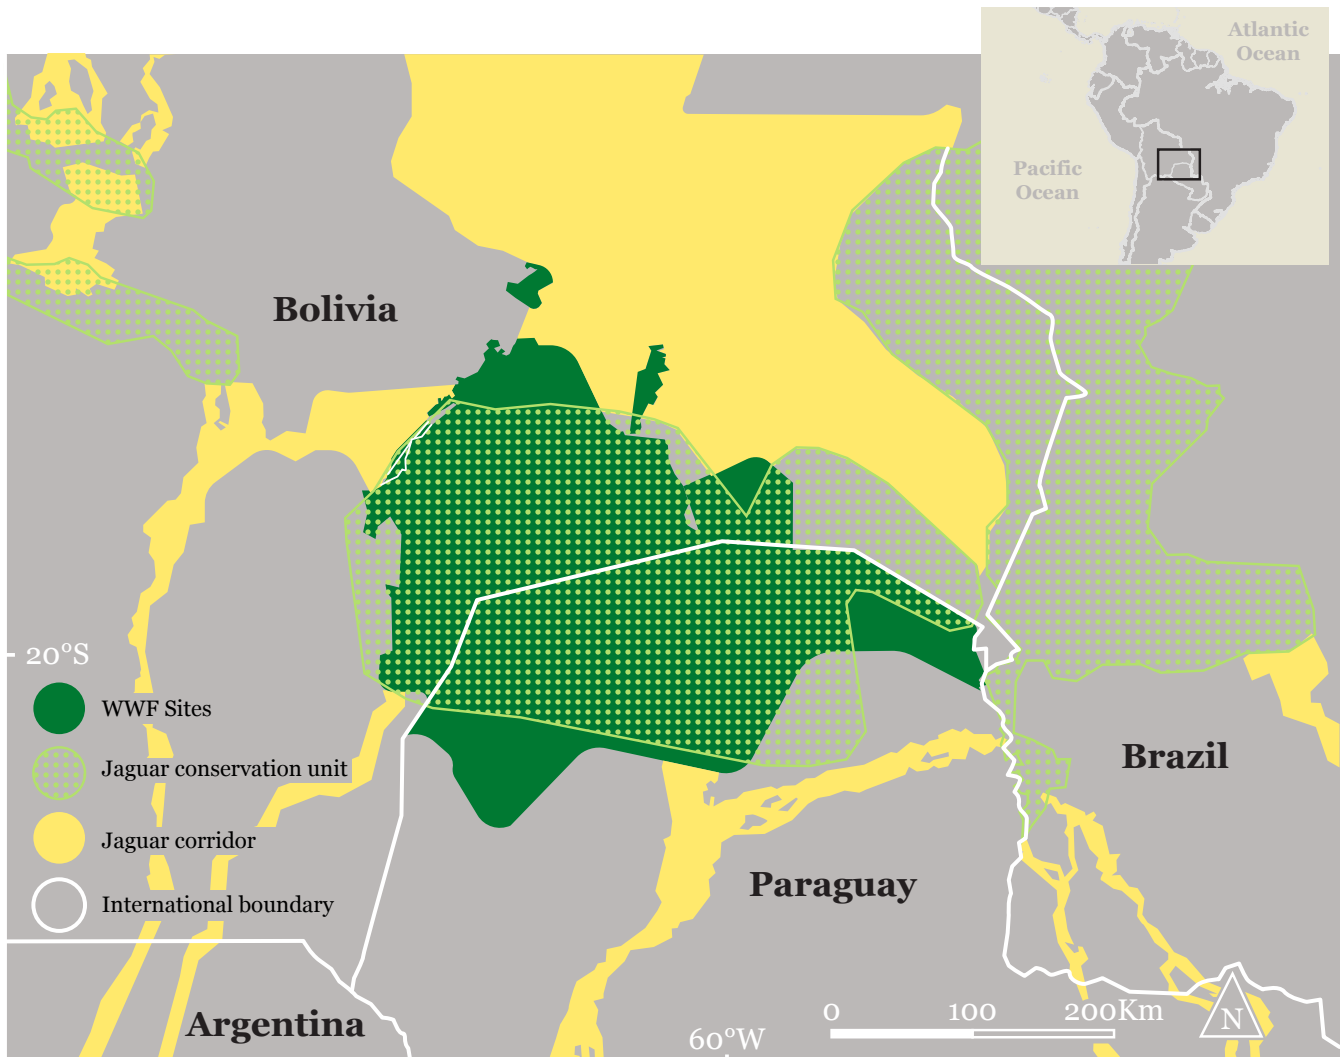 Atlantic
Ocean
Pacific
Ocean
Bolivia
20°S
WWF Sites
Jaguar conservation unit
Jaguar corridor
International boundary
Brazil
Paraguay
Argentina
0 100 200Km
60°W
N